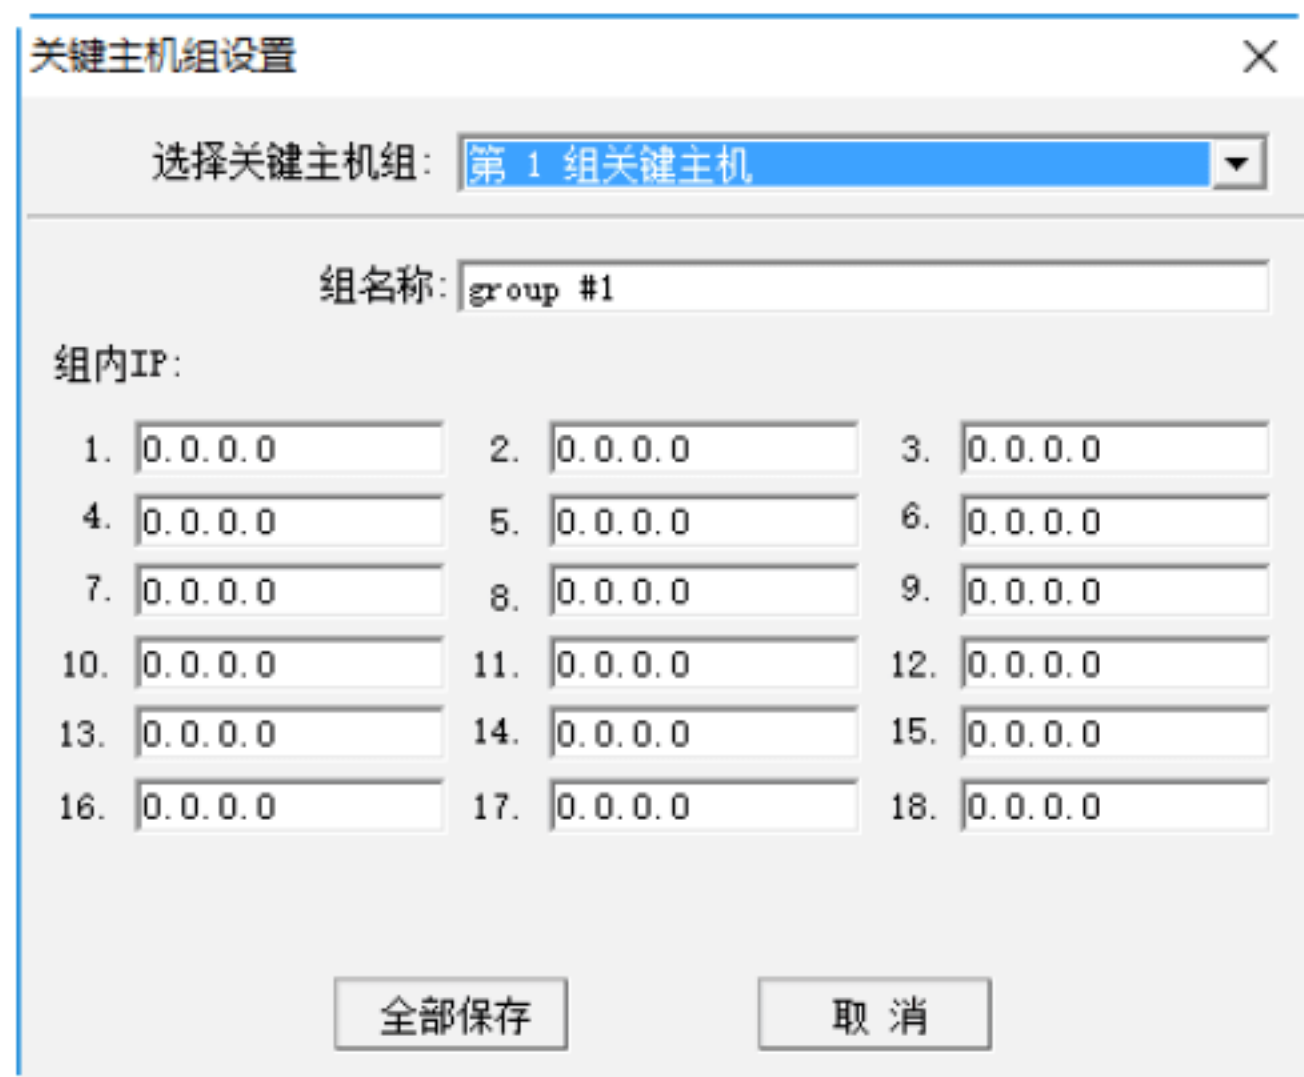 关键主机组设置
选择关键主机组: 第 1 组关键主机
组名称: group #1
组内IP:
1. 0.0.0.0 2. 0.0.0.0 3. 0.0.0.0
4. 0.0.0.0 5. 0.0.0.0 6. 0.0.0.0
7. 0.0.0.0 8. 0.0.0.0 9. 0.0.0.0
10. 0.0.0.0 11. 0.0.0.0 12. 0.0.0.0
13. 0.0.0.0 14. 0.0.0.0 15. 0.0.0.0
16. 0.0.0.0 17. 0.0.0.0 18. 0.0.0.0
全部保存 取 消